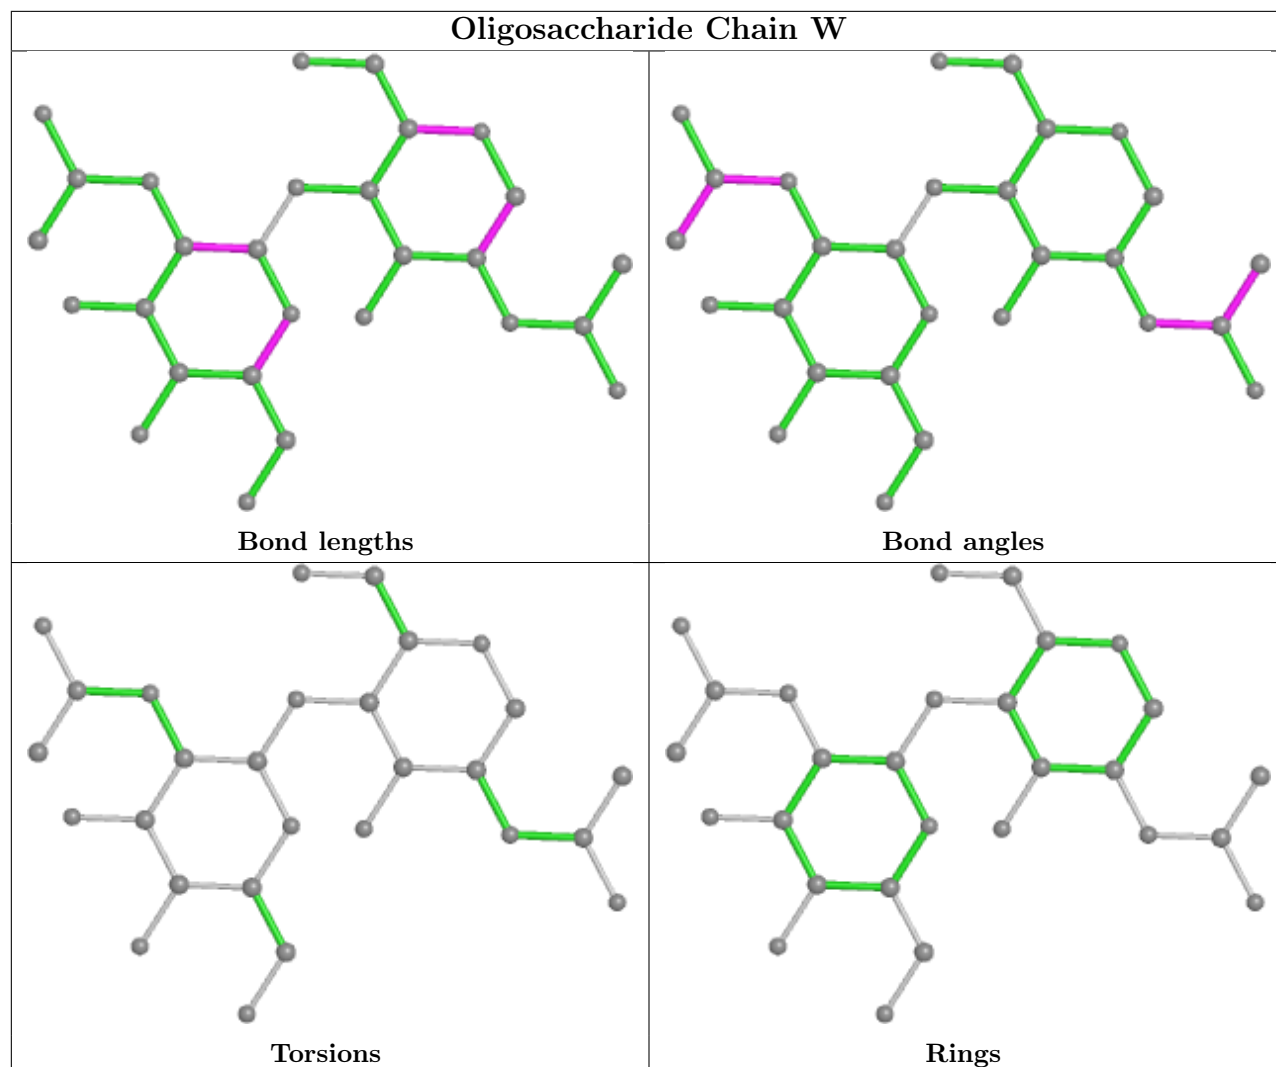 Oligosaccharide Chain W
Bond lengths
Bond angles
Torsions
Rings